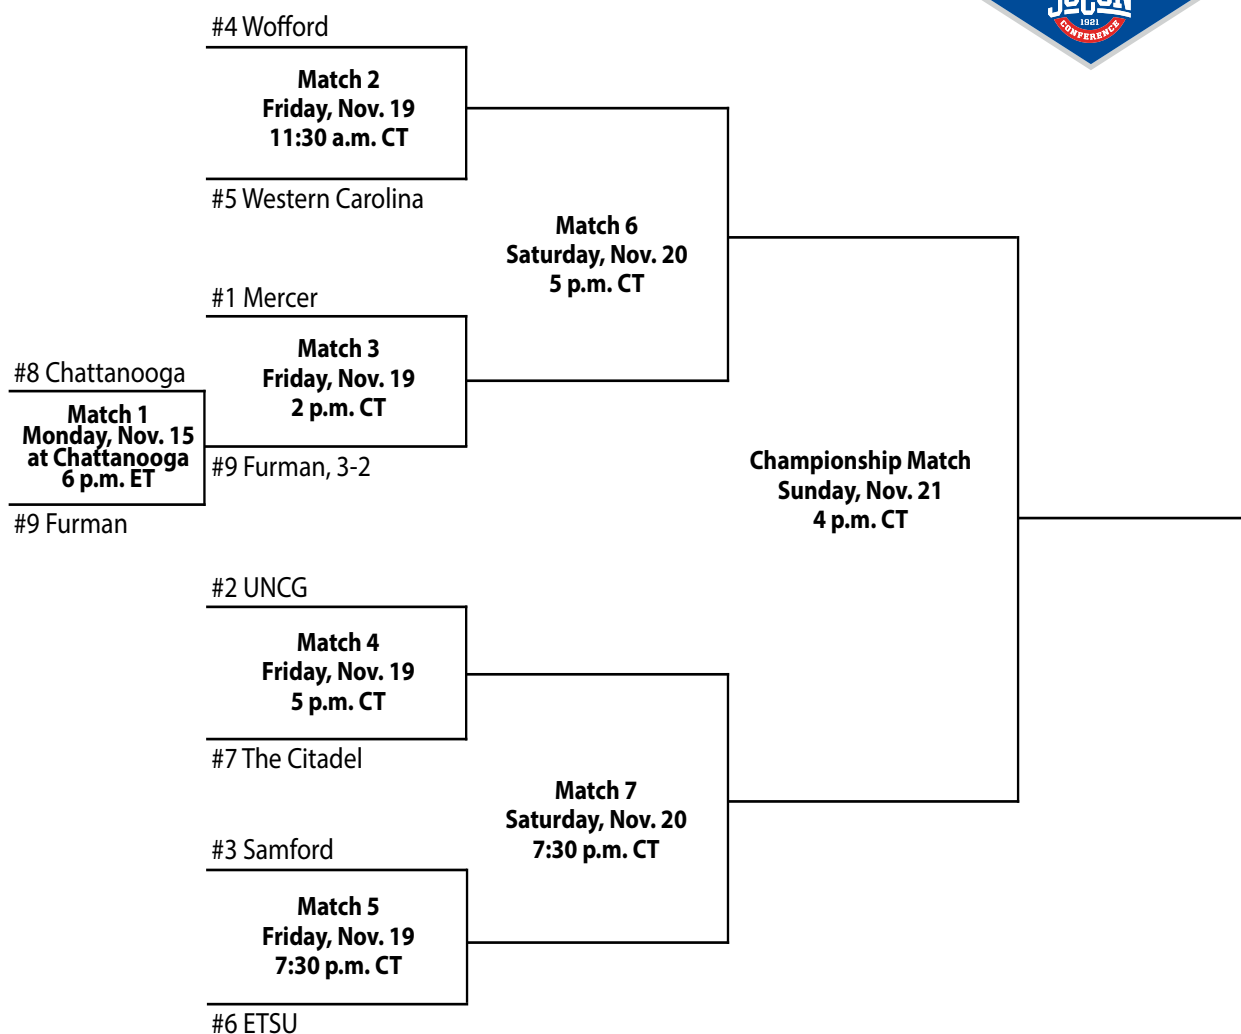 SoCon
1921
CONFERENCE
#4 Wofford
Match 2
Friday, Nov. 19
11:30 a.m. CT
#5 Western Carolina
Match 6
Saturday, Nov. 20
5 p.m. CT
#1 Mercer
Match 3
Friday, Nov. 19
2 p.m. CT
#8 Chattanooga
Match 1
Monday, Nov. 15
at Chattanooga
6 p.m. ET
#9 Furman, 3-2
#9 Furman
Championship Match
Sunday, Nov. 21
4 p.m. CT
#2 UNCG
Match 4
Friday, Nov. 19
5 p.m. CT
#7 The Citadel
Match 7
Saturday, Nov. 20
7:30 p.m. CT
#3 Samford
Match 5
Friday, Nov. 19
7:30 p.m. CT
#6 ETSU